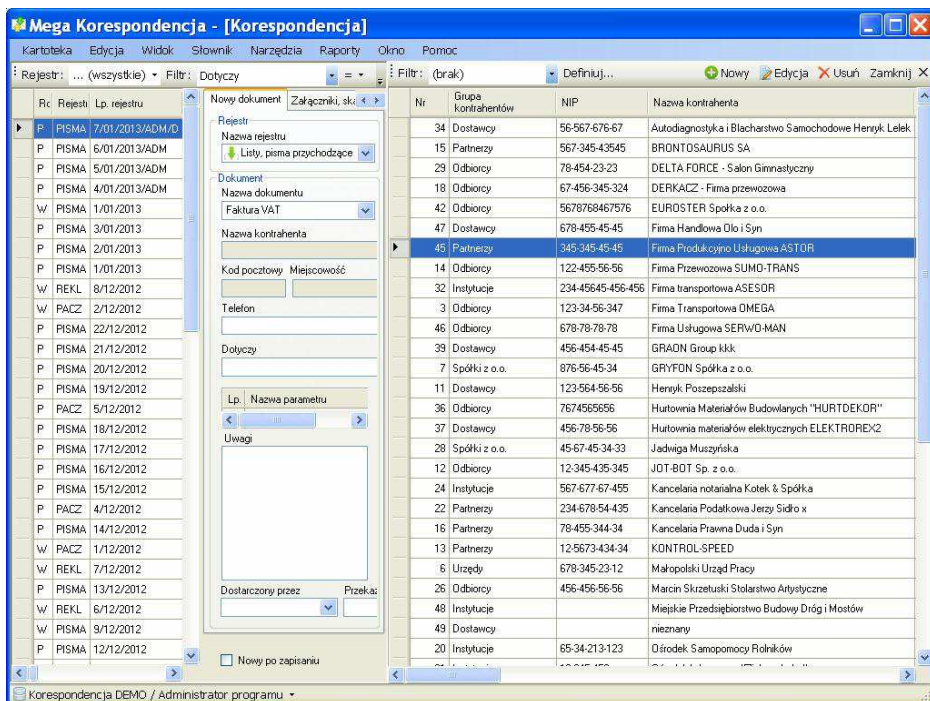 Mega Korespondencja - [Korespondencja]
Kartoteka Edycja Widok Słownik Narzędzia Raporty Okno Pomoc
Rejestr: ... (wszystkie) Filtr: Dotyczy = Filtr: (brak) Definiuj... Nowy Edycja Usuń Zamknij X
Rc Rejestr Lp. rejestru
P PISMA 7/01/2013/ADM/D
P PISMA 6/01/2013/ADM
P PISMA 5/01/2013/ADM
P PISMA 4/01/2013/ADM
W PISMA 1/01/2013
P PISMA 3/01/2013
P PISMA 2/01/2013
P PISMA 1/01/2013
W REKL 8/12/2012
W PACZ 2/12/2012
P PISMA 22/12/2012
P PISMA 21/12/2012
P PISMA 20/12/2012
P PISMA 19/12/2012
P PACZ 5/12/2012
P PISMA 18/12/2012
P PISMA 17/12/2012
P PISMA 16/12/2012
P PISMA 15/12/2012
P PACZ 4/12/2012
P PISMA 14/12/2012
W PACZ 1/12/2012
W REKL 7/12/2012
P PISMA 13/12/2012
W REKL 6/12/2012
W PISMA 9/12/2012
P PISMA 12/12/2012
Nowy dokument Załączniki, ska
Rejestr
Nazwa rejestru
Listy, pisma przychodzące
Dokument
Nazwa dokumentu
Faktura VAT
Nazwa kontrahenta
Kod pocztowy Miejscowość
Telefon
Dotyczy
Lp. Nazwa parametru
Uwagi
Dostarczony przez Przekaz
Nowy po zapisaniu
Nr Grupa kontrahentów NIP Nazwa kontrahenta
34 Dostawcy 56-567-676-67 Autodiagnostyka i Blacharstwo Samochodowe Henryk Lelek
15 Partnerzy 567-345-43545 BRONTOSAURUS SA
29 Odbiorcy 78-454-23-23 DELTA FORCE - Salon Gimnastyczny
18 Odbiorcy 67-456-345-324 DERKACZ - Firma przewozowa
42 Odbiorcy 5678768467576 EUROSTER Spółka z o.o.
47 Dostawcy 678-455-45-45 Firma Handlowa Olo i Syn
45 Partnerzy 345-345-45-45 Firma Produkcyjno Usługowa ASTOR
14 Odbiorcy 122-455-56-56 Firma Przewozowa SUMO-TRANS
32 Instytucje 234-45645-456-456 Firma transportowa ASESOR
3 Odbiorcy 123-34-56-347 Firma Transportowa OMEGA
46 Odbiorcy 678-78-78-78 Firma Usługowa SERWO-MAN
39 Dostawcy 456-454-45-45 GRAON Group kkk
7 Spółki z o.o. 876-56-45-34 GRYFON Spółka z o.o.
11 Dostawcy 123-564-56-56 Henryk Poszepszalski
36 Odbiorcy 7674565656 Hurtownia Materiałów Budowlanych "HURTDEKOR"
37 Dostawcy 456-78-56-56 Hurtownia materiałów elektrycznych ELEKTROREX2
28 Spółki z o.o. 45-67-45-34-33 Jadwiga Muszyńska
12 Odbiorcy 12-345-435-345 JOT-BOT Sp. z o.o.
24 Instytucje 567-677-67-455 Kancelaria notarialna Kotek & Spółka
22 Partnerzy 234-678-54-435 Kancelaria Podatkowa Jerzy Sidło x
16 Partnerzy 78-455-344-34 Kancelaria Prawna Duda i Syn
13 Partnerzy 12-5673-434-34 KONTROL-SPEED
6 Urzędy 678-345-23-12 Małopolski Urząd Pracy
26 Odbiorcy 456-456-56-56 Marcin Skrzetuski Stolarstwo Artystyczne
48 Instytucje Miejskie Przedsiębiorstwo Budowy Dróg i Mostów
49 Dostawcy nieznany
20 Instytucje 65-34-213-123 Ośrodek Samopomocy Rolników
Korespondencja DEMO / Administrator programu